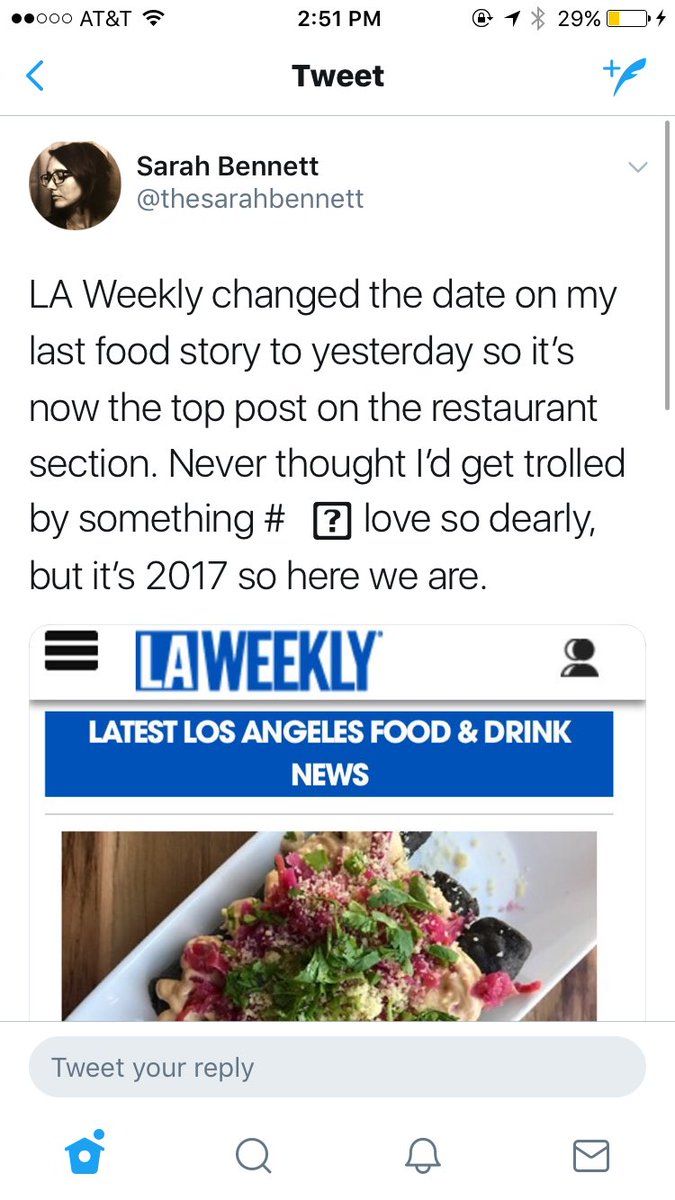 AT&T 2:51 PM 29%
Tweet
Sarah Bennett
@thesarahbennett
LA Weekly changed the date on my
last food story to yesterday so it's
now the top post on the restaurant
section. Never thought I'd get trolled
by something # ⍰ love so dearly,
but it's 2017 so here we are.
LA WEEKLY
LATEST LOS ANGELES FOOD & DRINK
NEWS
Tweet your reply